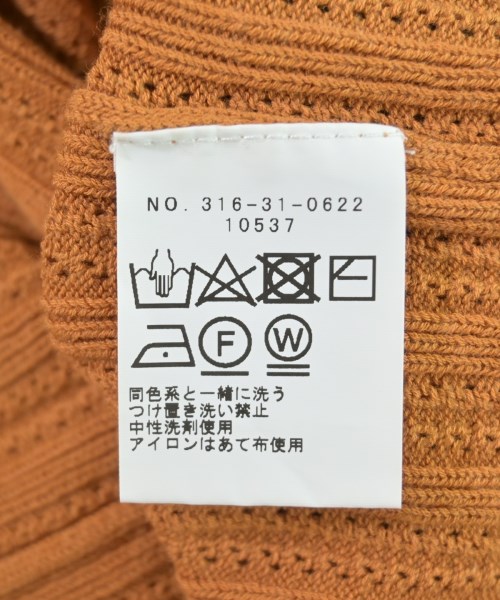 NO. 316-31-0622
10537
F W
同色系と一緒に洗う
つけ置き洗い禁止
中性洗剤使用
アイロンはあて布使用